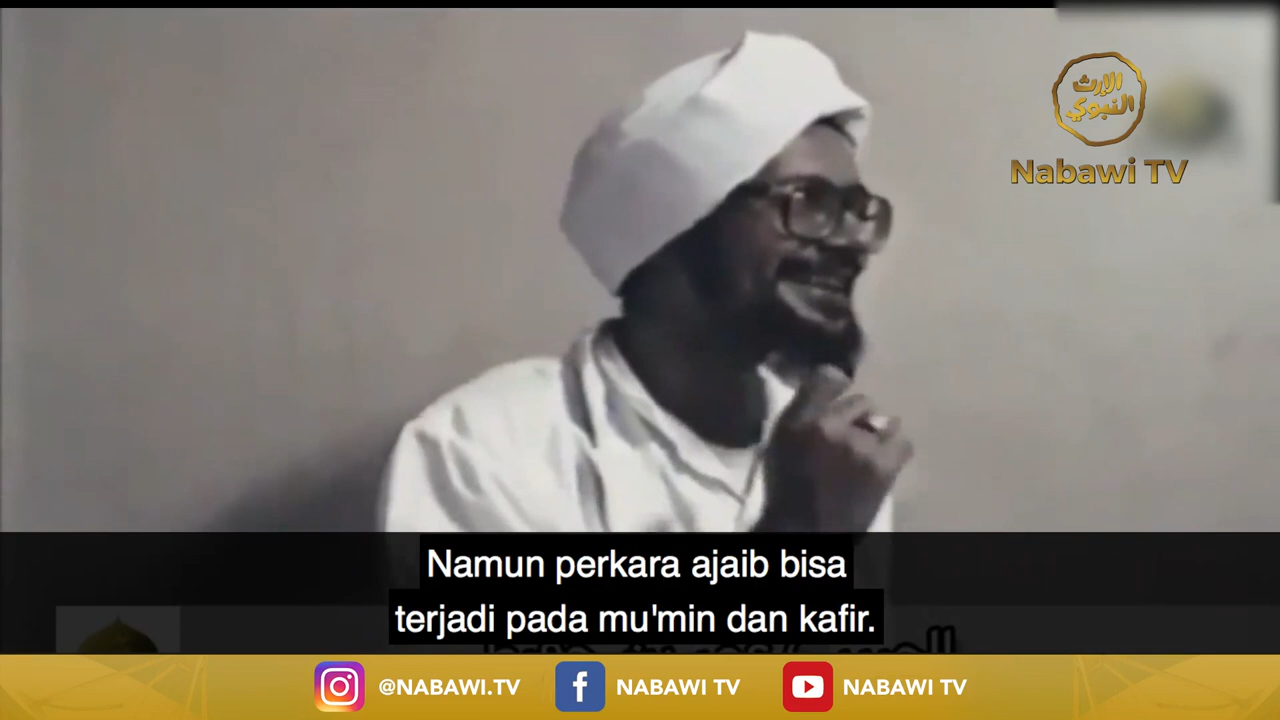 الإرث
النبوي
Nabawi TV
Namun perkara ajaib bisa
terjadi pada mu'min dan kafir.
@NABAWI.TV
NABAWI TV
NABAWI TV